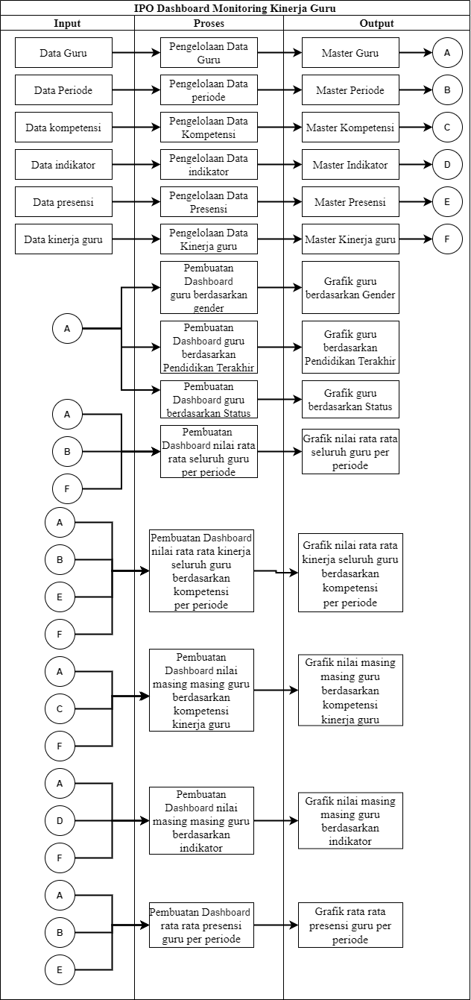 IPO Dashboard Monitoring Kinerja Guru
Input
Proses
Output
Data Guru
Pengelolaan Data
Guru
Master Guru
A
Data Periode
Pengelolaan Data
periode
Master Periode
B
Data kompetensi
Pengelolaan Data
Kompetensi
Master Kompetensi
C
Data indikator
Pengelolaan Data
indikator
Master Indikator
D
Data presensi
Pengelolaan Data
Presensi
Master Presensi
E
Data kinerja guru
Pengelolaan Data
Kinerja guru
Master Kinerja guru
F
A
Pembuatan
Dashboard
guru berdasarkan
gender
Grafik guru
berdasarkan Gender
Pembuatan
Dashboard guru
berdasarkan
Pendidikan Terakhir
Grafik guru
berdasarkan
Pendidikan Terakhir
Pembuatan
Dashboard guru
berdasarkan Status
Grafik guru
berdasarkan Status
A
B
F
Pembuatan
Dashboard nilai rata
rata seluruh guru
per periode
Grafik nilai rata rata
seluruh guru per
periode
A
B
E
F
Pembuatan Dashboard
nilai rata rata kinerja
seluruh guru
berdasarkan
kompetensi
per periode
Grafik nilai rata rata
kinerja seluruh guru
berdasarkan
kompetensi
per periode
A
C
F
Pembuatan
Dashboard nilai
masing masing guru
berdasarkan
kompetensi
kinerja guru
Grafik nilai masing
masing guru
berdasarkan
kompetensi
kinerja guru
A
D
F
Pembuatan
Dashboard nilai
masing masing guru
berdasarkan
indikator
Grafik nilai masing
masing guru
berdasarkan
indikator
A
B
E
Pembuatan Dashboard
rata rata presensi
guru per periode
Grafik rata rata
presensi guru per
periode